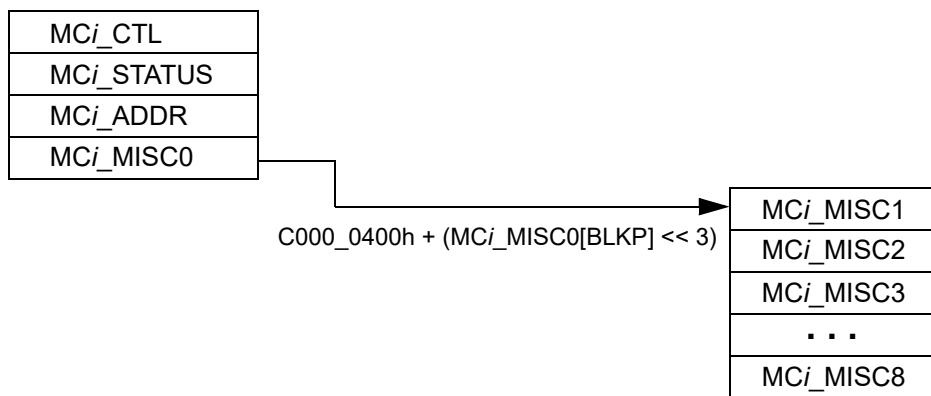 MCi_CTL
MCi_STATUS
MCi_ADDR
MCi_MISC0
C000_0400h + (MCi_MISC0[BLKP] << 3)
MCi_MISC1
MCi_MISC2
MCi_MISC3
. . .
MCi_MISC8